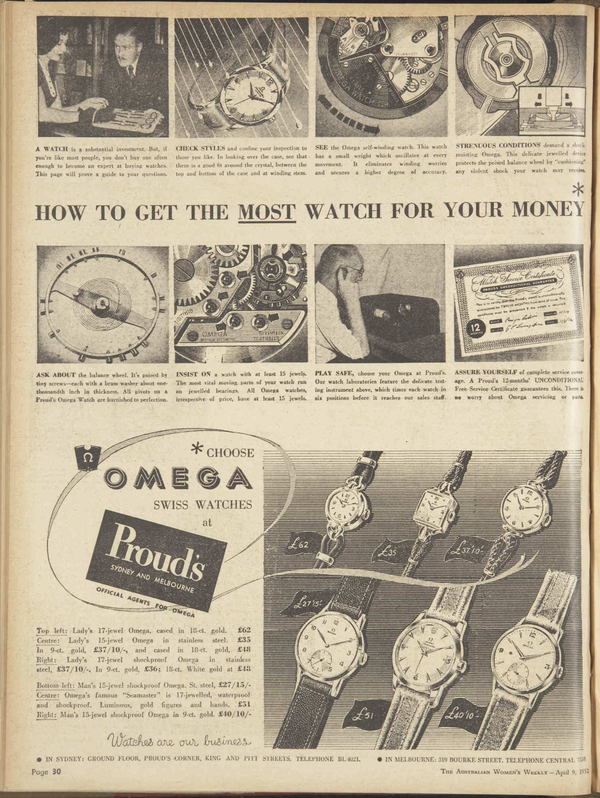 A WATCH is a substantial investment. But, if
you're like most people, you don't buy one often
enough to become an expert at buying watches.
This page will prove a guide to your questions.
CHECK STYLES and confine your inspection to
those you like. In looking over the case, see that
there is a good fit around the crystal, between the
top and bottom of the case and at winding stem.
SEE the Omega self-winding watch. This watch
has a small weight which oscillates at every
movement. It eliminates winding worries
and secures a higher degree of accuracy.
STRENUOUS CONDITIONS demand a shock
resisting Omega. This delicate jewelled device
protects the poised balance wheel by "cushioning"
any violent shock your watch may receive.
HOW TO GET THE MOST WATCH FOR YOUR MONEY*
OMEGA
Watch Service Certificate
12
ASK ABOUT the balance wheel. It's poised by
tiny screws—each with a brass washer about one-
thousandth inch in thickness. All pivots on a
Proud's Omega Watch are burnished to perfection.
INSIST ON a watch with at least 15 jewels.
The most vital moving parts of your watch run
on jewelled bearings. All Omega watches,
irrespective of price, have at least 15 jewels.
PLAY SAFE, choose your Omega at Proud's.
Our watch laboratories feature the delicate test-
ing instrument above, which times each watch in
six positions before it reaches our sales staff.
ASSURE YOURSELF of complete service cover-
age. A Proud's 12-months' UNCONDITIONAL
Free-Service Certificate guarantees this. There is
no worry about Omega servicing or parts.
*CHOOSE
Ω OMEGA
SWISS WATCHES
at
Proud's
SYDNEY AND MELBOURNE
OFFICIAL AGENTS FOR OMEGA
£62
£35
£37'10'-
£27'15'-
£51
£40'10'-
Top left: Lady's 17-jewel Omega, cased in 18-ct. gold. £62
Centre: Lady's 15-jewel Omega in stainless steel. £35
In 9-ct. gold, £37/10/-, and cased in 18-ct. gold, £48
Right: Lady's 17-jewel shockproof Omega in stainless
steel, £37/10/-. In 9-ct. gold, £56; 18-ct. White gold at £48
Bottom left: Man's 15-jewel shockproof Omega. St. steel, £27/15/-
Centre: Omega's famous "Seamaster" is 17-jewelled, waterproof
and shockproof. Luminous, gold figures and hands. £51
Right: Man's 15-jewel shockproof Omega in 9-ct. gold. £40/10/-
Watches are our business.
• IN SYDNEY: GROUND FLOOR, PROUD'S CORNER, KING AND PITT STREETS, TELEPHONE BL4021.
• IN MELBOURNE: 319 BOURKE STREET, TELEPHONE CENTRAL
Page 30
THE AUSTRALIAN WOMEN'S WEEKLY—April 9, 1952